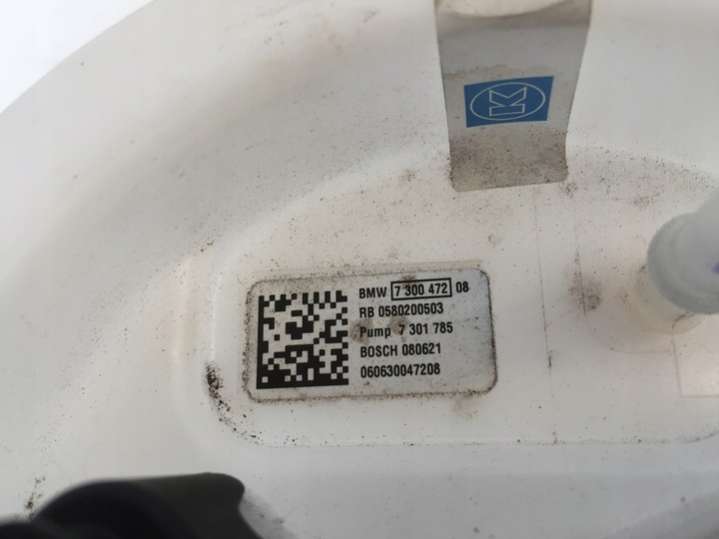 K
BMW 7 300 472 08
RB 0580200503
Pump 7 301 785
BOSCH 080621
060630047208